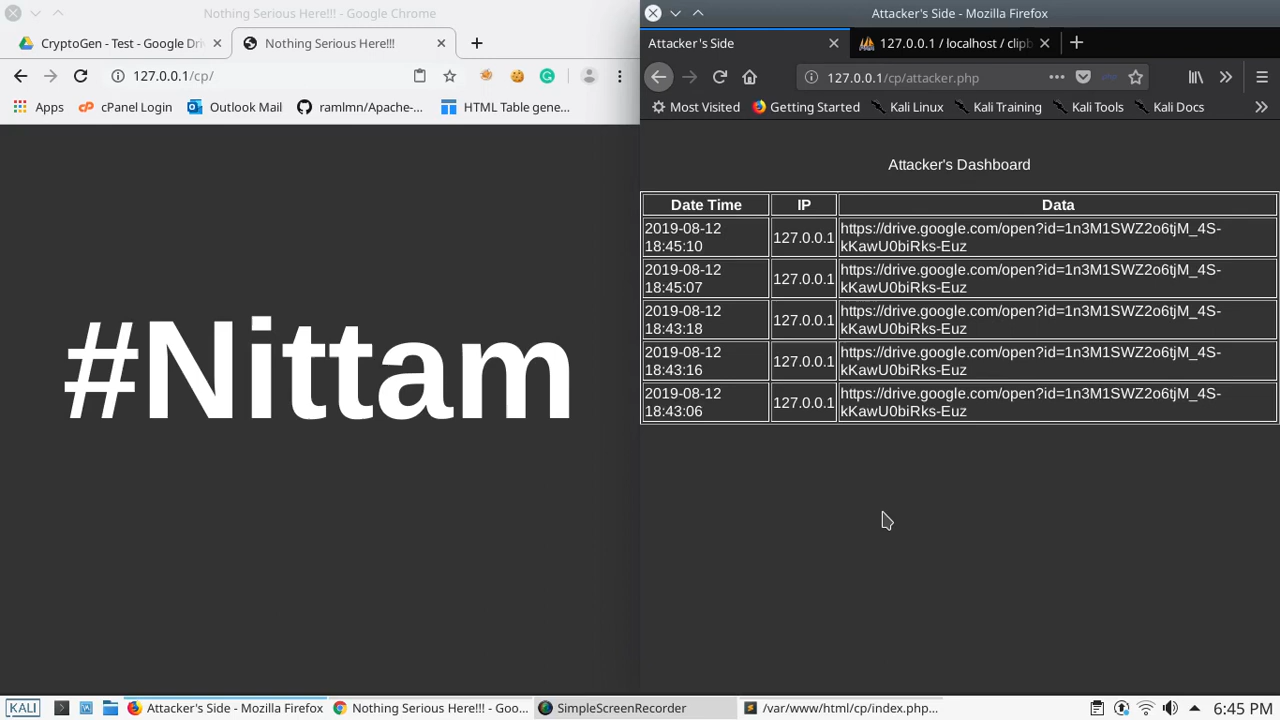 Nothing Serious Here!!! - Google Chrome
CryptoGen - Test - Google Dri
Nothing Serious Here!!!
127.0.0.1/cp/
Apps
cPanel Login
Outlook Mail
ramlmn/Apache-...
HTML Table gene...
#Nittam
Attacker's Side - Mozilla Firefox
Attacker's Side
127.0.0.1 / localhost / clipb
127.0.0.1/cp/attacker.php
Most Visited
Getting Started
Kali Linux
Kali Training
Kali Tools
Kali Docs
Attacker's Dashboard
Date Time IP Data
2019-08-12
18:45:10
127.0.0.1
https://drive.google.com/open?id=1n3M1SWZ2o6tjM_4S-
kKawU0biRks-Euz
2019-08-12
18:45:07
127.0.0.1
https://drive.google.com/open?id=1n3M1SWZ2o6tjM_4S-
kKawU0biRks-Euz
2019-08-12
18:43:18
127.0.0.1
https://drive.google.com/open?id=1n3M1SWZ2o6tjM_4S-
kKawU0biRks-Euz
2019-08-12
18:43:16
127.0.0.1
https://drive.google.com/open?id=1n3M1SWZ2o6tjM_4S-
kKawU0biRks-Euz
2019-08-12
18:43:06
127.0.0.1
https://drive.google.com/open?id=1n3M1SWZ2o6tjM_4S-
kKawU0biRks-Euz
KALI
Attacker's Side - Mozilla Firefox
Nothing Serious Here!!! - Goo...
SimpleScreenRecorder
/var/www/html/cp/index.php...
6:45 PM